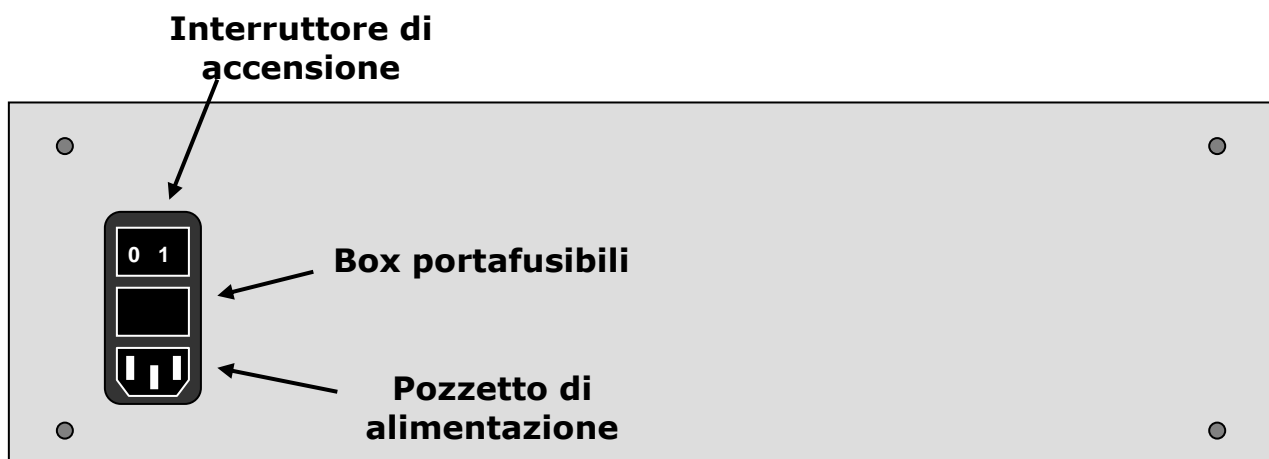 Interruttore di
accensione
0 1
Box portafusibili
Pozzetto di
alimentazione